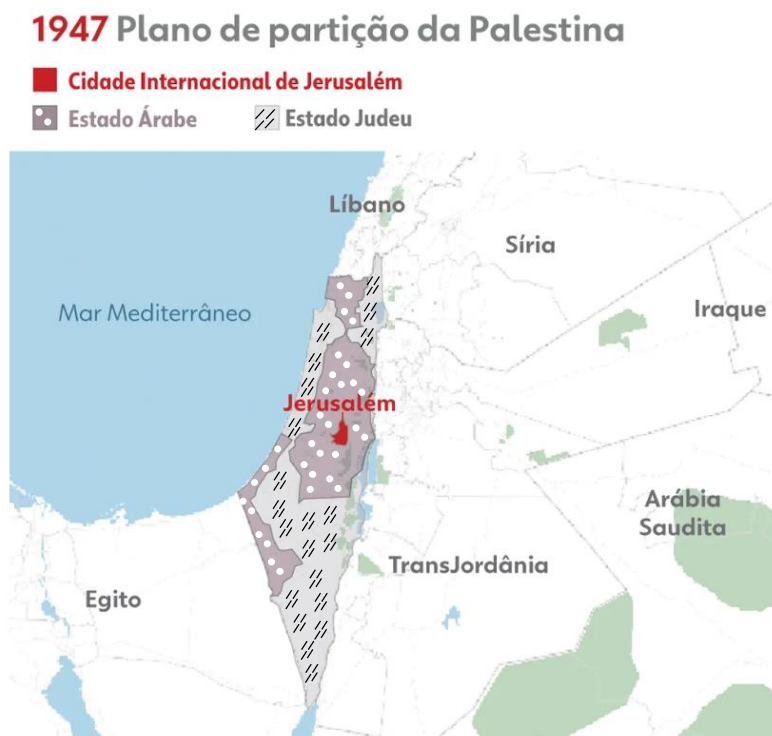 1947 Plano de partição da Palestina
Cidade Internacional de Jerusalém
Estado Árabe
Estado Judeu
Líbano
Síria
Iraque
Mar Mediterrâneo
Jerusalém
Arábia
Saudita
TransJordânia
Egito